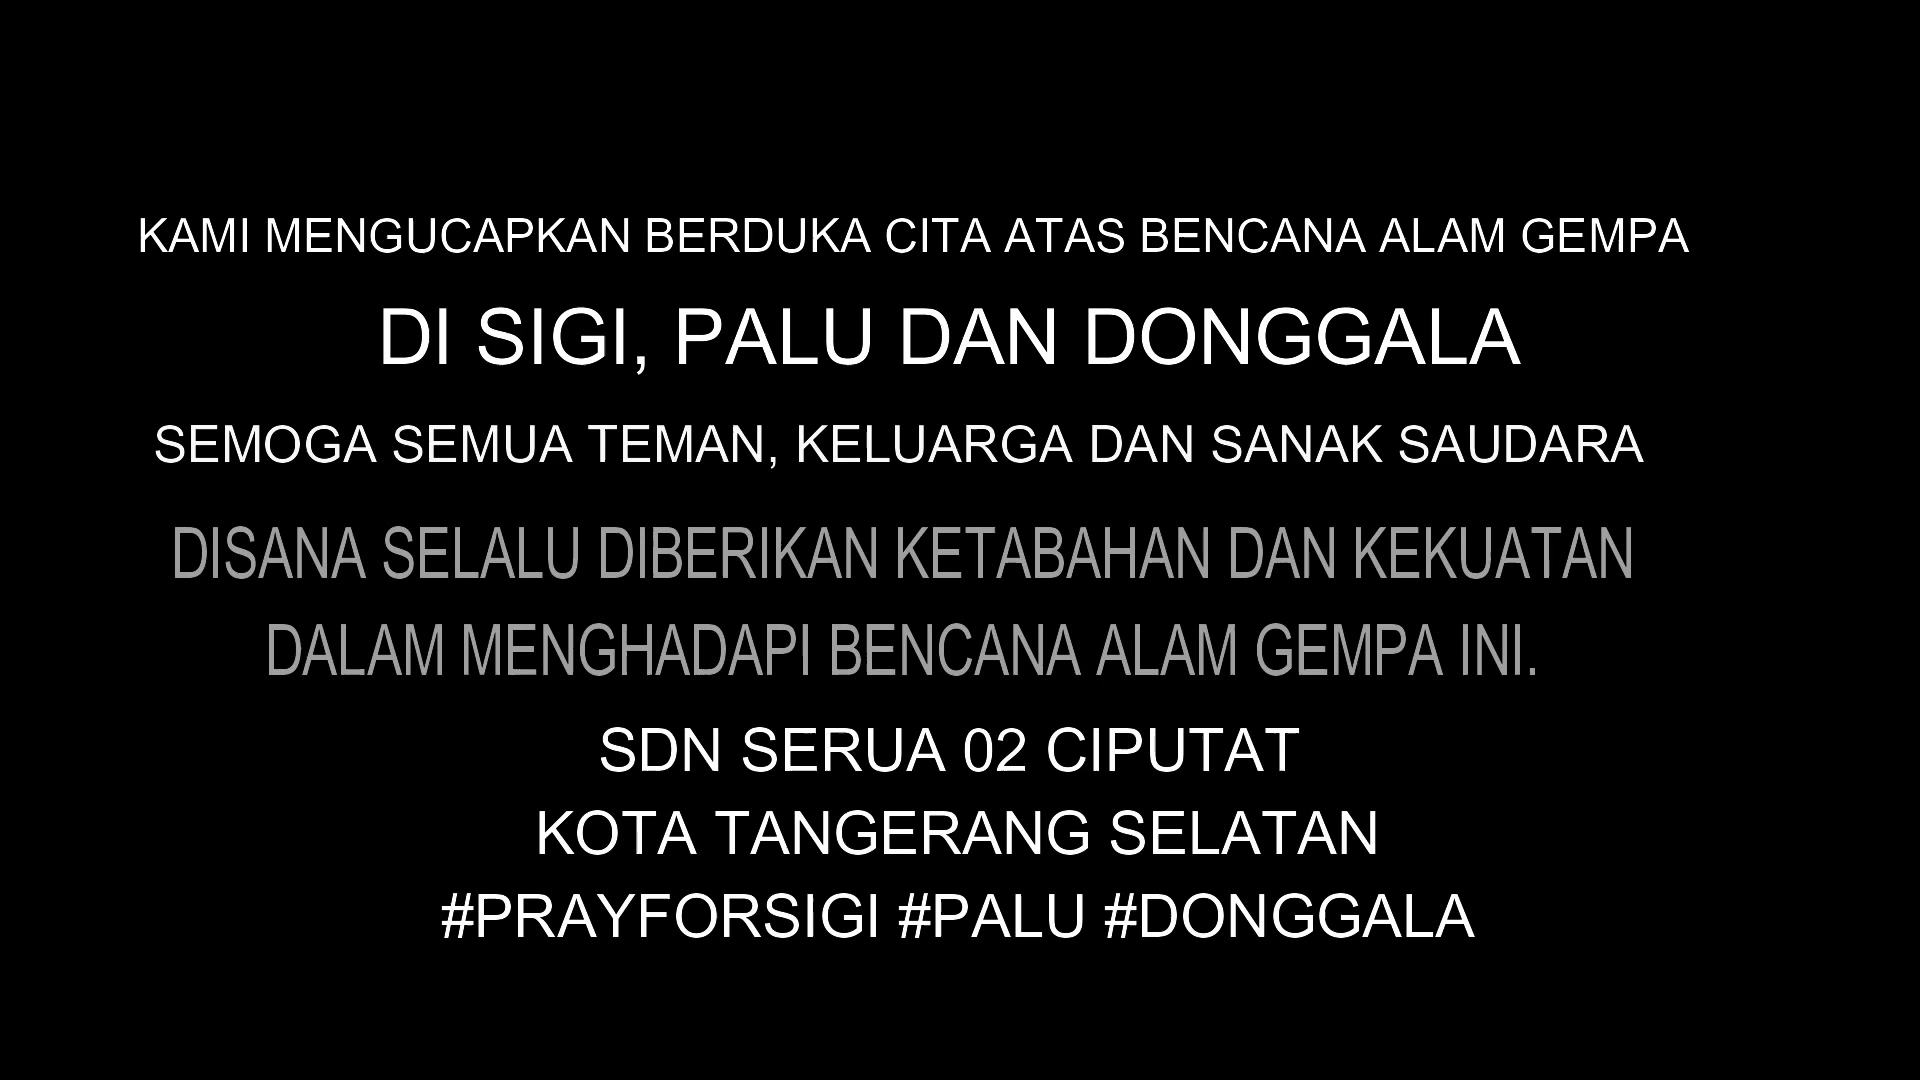 KAMI MENGUCAPKAN BERDUKA CITA ATAS BENCANA ALAM GEMPA
DI SIGI, PALU DAN DONGGALA
SEMOGA SEMUA TEMAN, KELUARGA DAN SANAK SAUDARA
DISANA SELALU DIBERIKAN KETABAHAN DAN KEKUATAN
DALAM MENGHADAPI BENCANA ALAM GEMPA INI.
SDN SERUA 02 CIPUTAT
KOTA TANGERANG SELATAN
#PRAYFORSIGI #PALU #DONGGALA